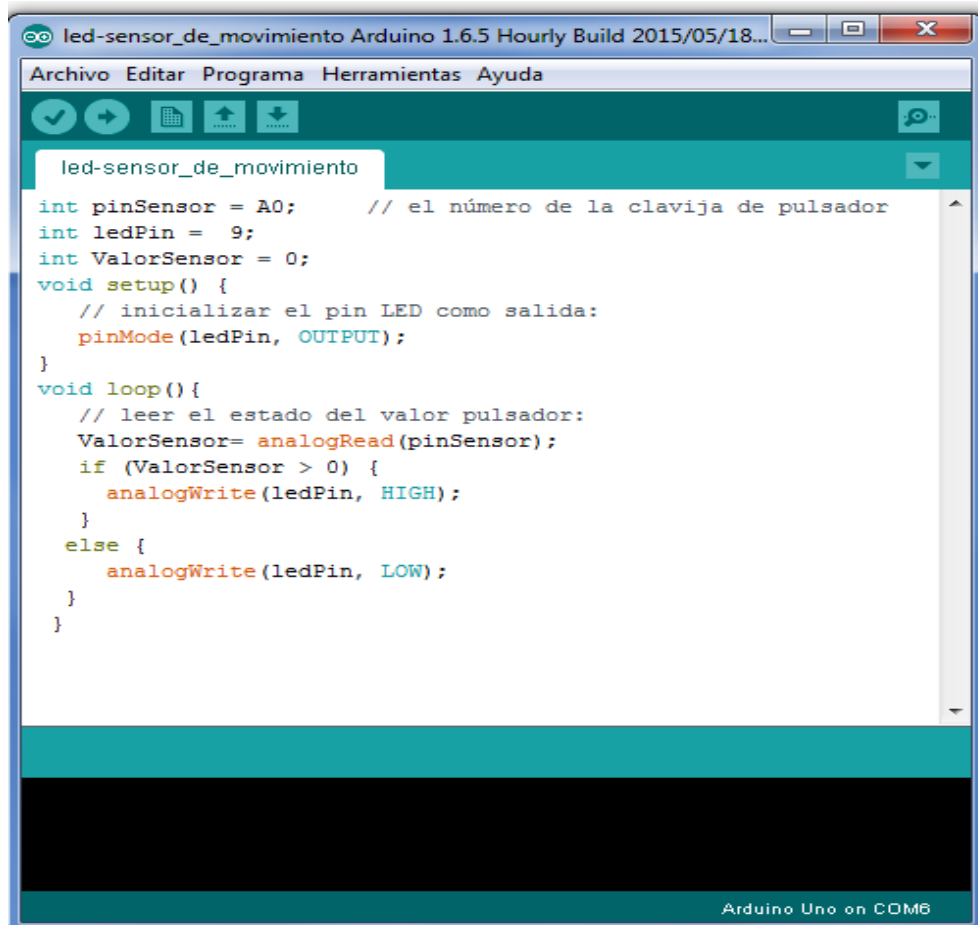 led-sensor_de_movimiento Arduino 1.6.5 Hourly Build 2015/05/18...
Archivo Editar Programa Herramientas Ayuda
led-sensor_de_movimiento
int pinSensor = A0;      // el número de la clavija de pulsador
int ledPin =  9;
int ValorSensor = 0;
void setup() {
   // inicializar el pin LED como salida:
   pinMode(ledPin, OUTPUT);
}
void loop(){
   // leer el estado del valor pulsador:
   ValorSensor= analogRead(pinSensor);
   if (ValorSensor > 0) {
     analogWrite(ledPin, HIGH);
   }
  else {
     analogWrite(ledPin, LOW);
  }
 }
Arduino Uno on COM6